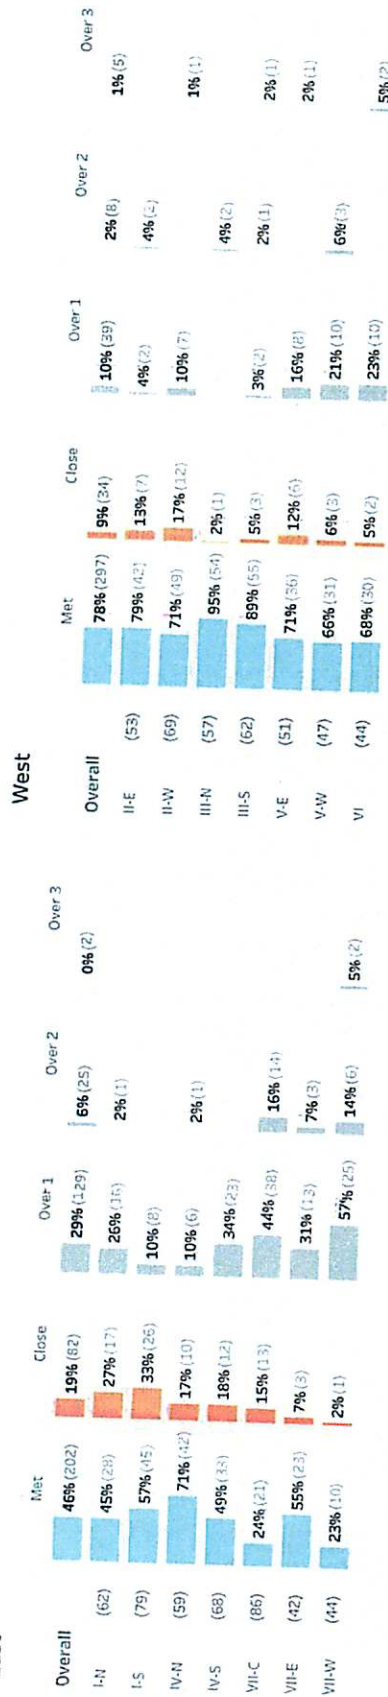 Met Close Over 1 Over 2 Over 3
Overall 46% (202) 19% (82) 29% (129) 6% (25) 0% (2)
I-N (62) 45% (28) 27% (17) 26% (16) 2% (1)
I-S (79) 57% (45) 33% (26) 10% (8)
IV-N (59) 71% (42) 17% (10) 10% (6) 2% (1)
IV-S (68) 49% (33) 18% (12) 34% (23)
VII-C (86) 24% (21) 15% (13) 44% (38) 16% (14)
VII-E (42) 55% (23) 7% (3) 31% (13) 7% (3)
VII-W (44) 23% (10) 2% (1) 57% (25) 14% (6) 5% (2)
West
Met Close Over 1 Over 2 Over 3
Overall 78% (297) 9% (34) 10% (39) 2% (8) 1% (5)
II-E (53) 79% (42) 13% (7) 4% (2) 4% (2)
II-W (69) 71% (49) 17% (12) 10% (7) 1% (1)
III-N (57) 95% (54) 2% (1) 4% (2)
III-S (62) 89% (55) 5% (3) 3% (2) 2% (1) 2% (1)
V-E (51) 71% (36) 12% (6) 16% (8) 2% (1)
V-W (47) 66% (31) 6% (3) 21% (10) 6% (3)
VI (44) 68% (30) 5% (2) 23% (10) 5% (2)